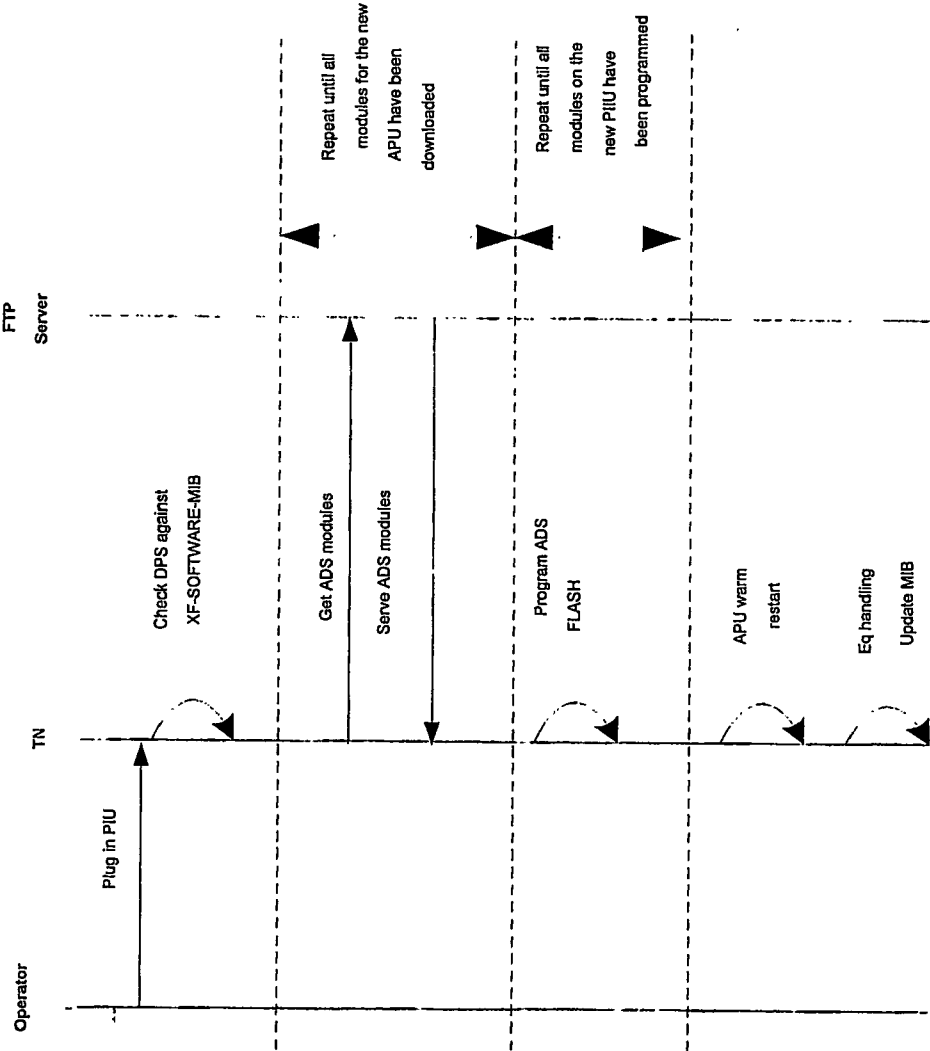 Operator
TN
FTP
Server
Plug in PIU
Check DPS against
XF-SOFTWARE-MIB
Get ADS modules
Serve ADS modules
Repeat until all
modules for the new
APU have been
downloaded
Program ADS
FLASH
Repeat until all
modules on the
new PIIU have
been programmed
APU warm
restart
Eq handling
Update MIB